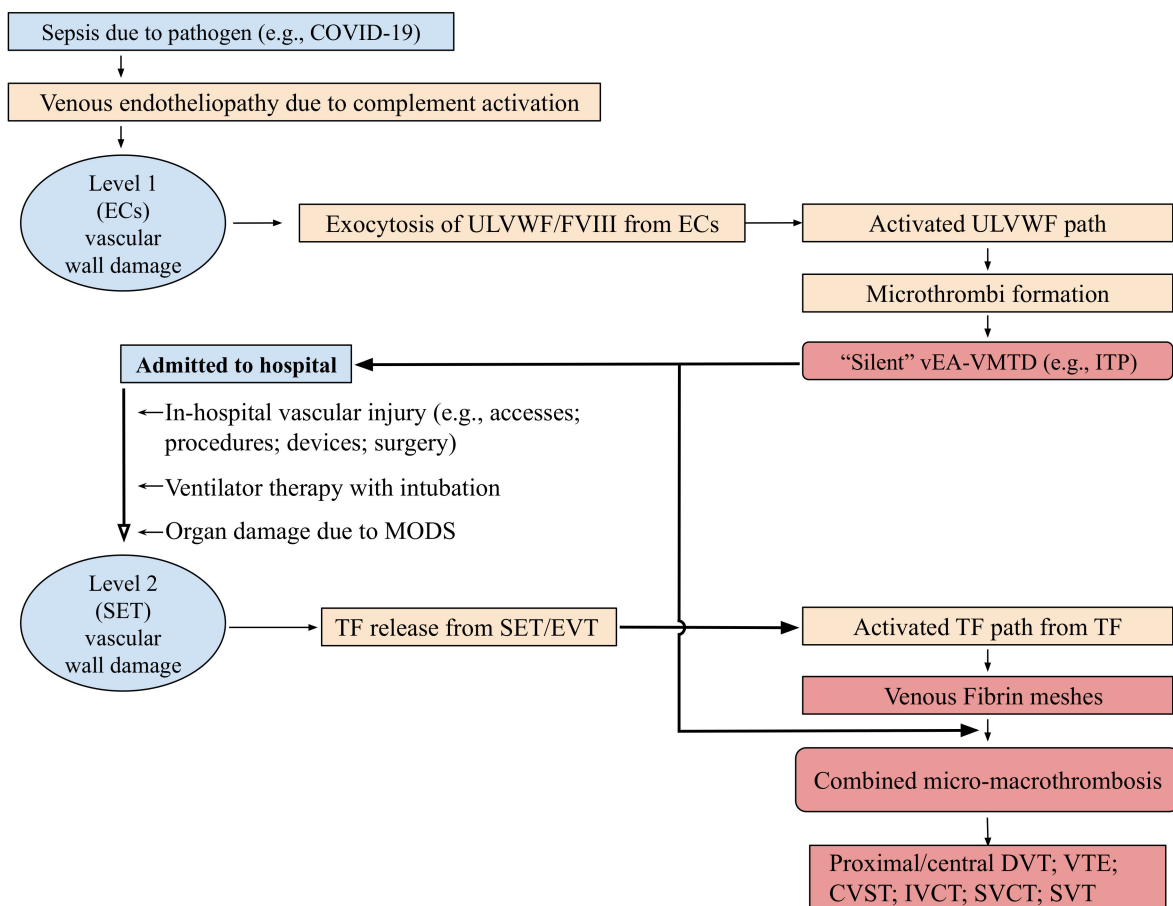 Sepsis due to pathogen (e.g., COVID-19)
Venous endotheliopathy due to complement activation
Level 1
(ECs)
vascular
wall damage
Exocytosis of ULVWF/FVIII from ECs
Activated ULVWF path
Microthrombi formation
“Silent” vEA-VMTD (e.g., ITP)
Admitted to hospital
In-hospital vascular injury (e.g., accesses;
procedures; devices; surgery)
Ventilator therapy with intubation
Organ damage due to MODS
Level 2
(SET)
vascular
wall damage
TF release from SET/EVT
Activated TF path from TF
Venous Fibrin meshes
Combined micro-macrothrombosis
Proximal/central DVT; VTE;
CVST; IVCT; SVCT; SVT